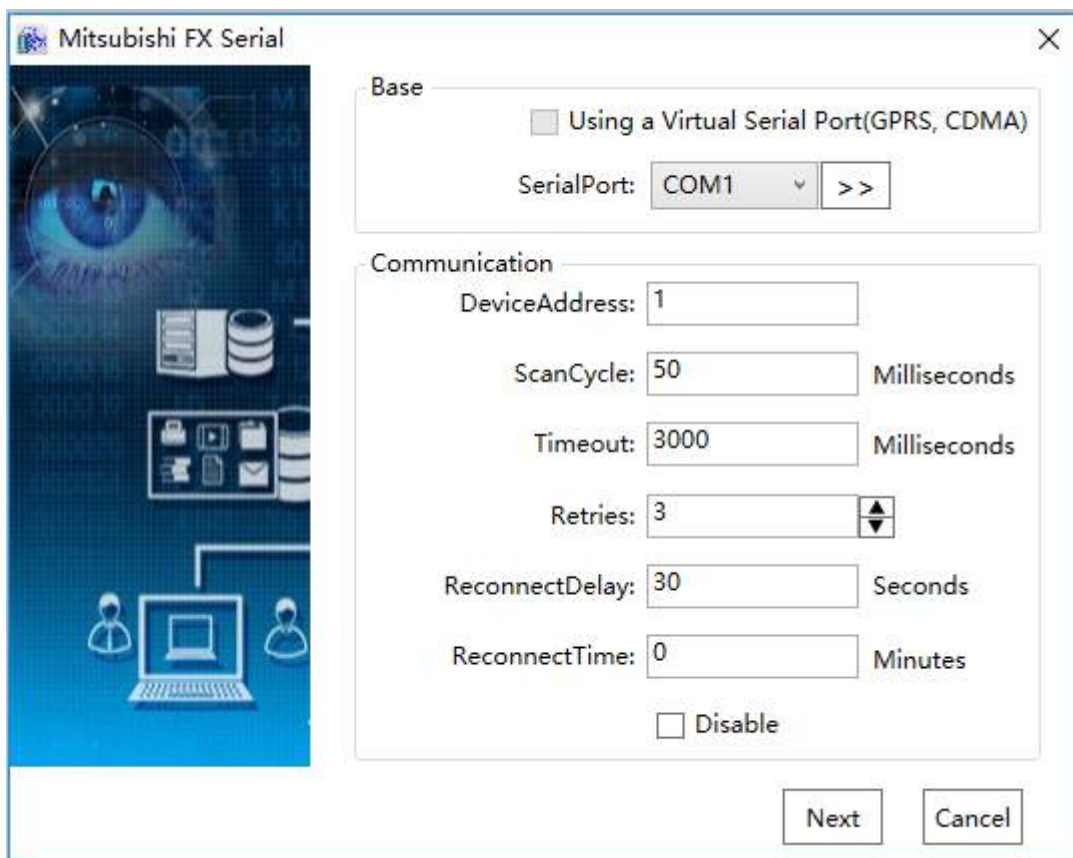 Mitsubishi FX Serial
Base
Using a Virtual Serial Port(GPRS, CDMA)
SerialPort: COM1 >>
Communication
DeviceAddress: 1
ScanCycle: 50 Milliseconds
Timeout: 3000 Milliseconds
Retries: 3
ReconnectDelay: 30 Seconds
ReconnectTime: 0 Minutes
Disable
Next Cancel